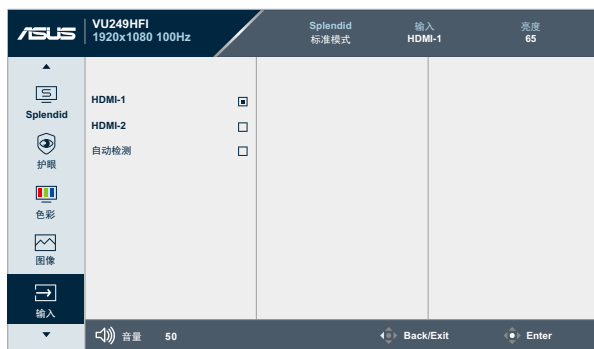 ASUS
VU249HFI
1920x1080 100Hz
Splendid
标准模式
输入
HDMI-1
亮度
65
Splendid
护眼
色彩
图像
输入
HDMI-1
HDMI-2
自动检测
音量 50
Back/Exit
Enter